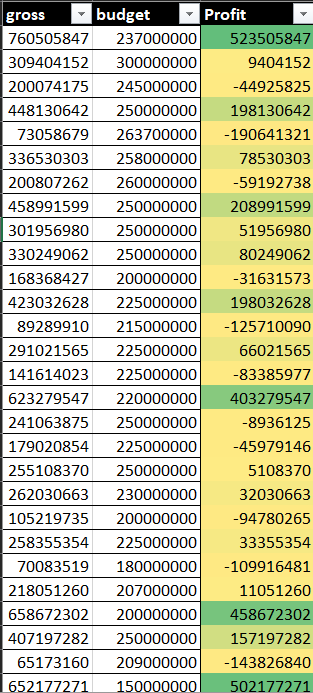 gross budget Profit
760505847 237000000 523505847
309404152 300000000 9404152
200074175 245000000 -44925825
448130642 250000000 198130642
73058679 263700000 -190641321
336530303 258000000 78530303
200807262 260000000 -59192738
458991599 250000000 208991599
301956980 250000000 51956980
330249062 250000000 80249062
168368427 200000000 -31631573
423032628 225000000 198032628
89289910 215000000 -125710090
291021565 225000000 66021565
141614023 225000000 -83385977
623279547 220000000 403279547
241063875 250000000 -8936125
179020854 225000000 -45979146
255108370 250000000 5108370
262030663 230000000 32030663
105219735 200000000 -94780265
258355354 225000000 33355354
70083519 180000000 -109916481
218051260 207000000 11051260
658672302 200000000 458672302
407197282 250000000 157197282
65173160 209000000 -143826840
652177271 150000000 502177271